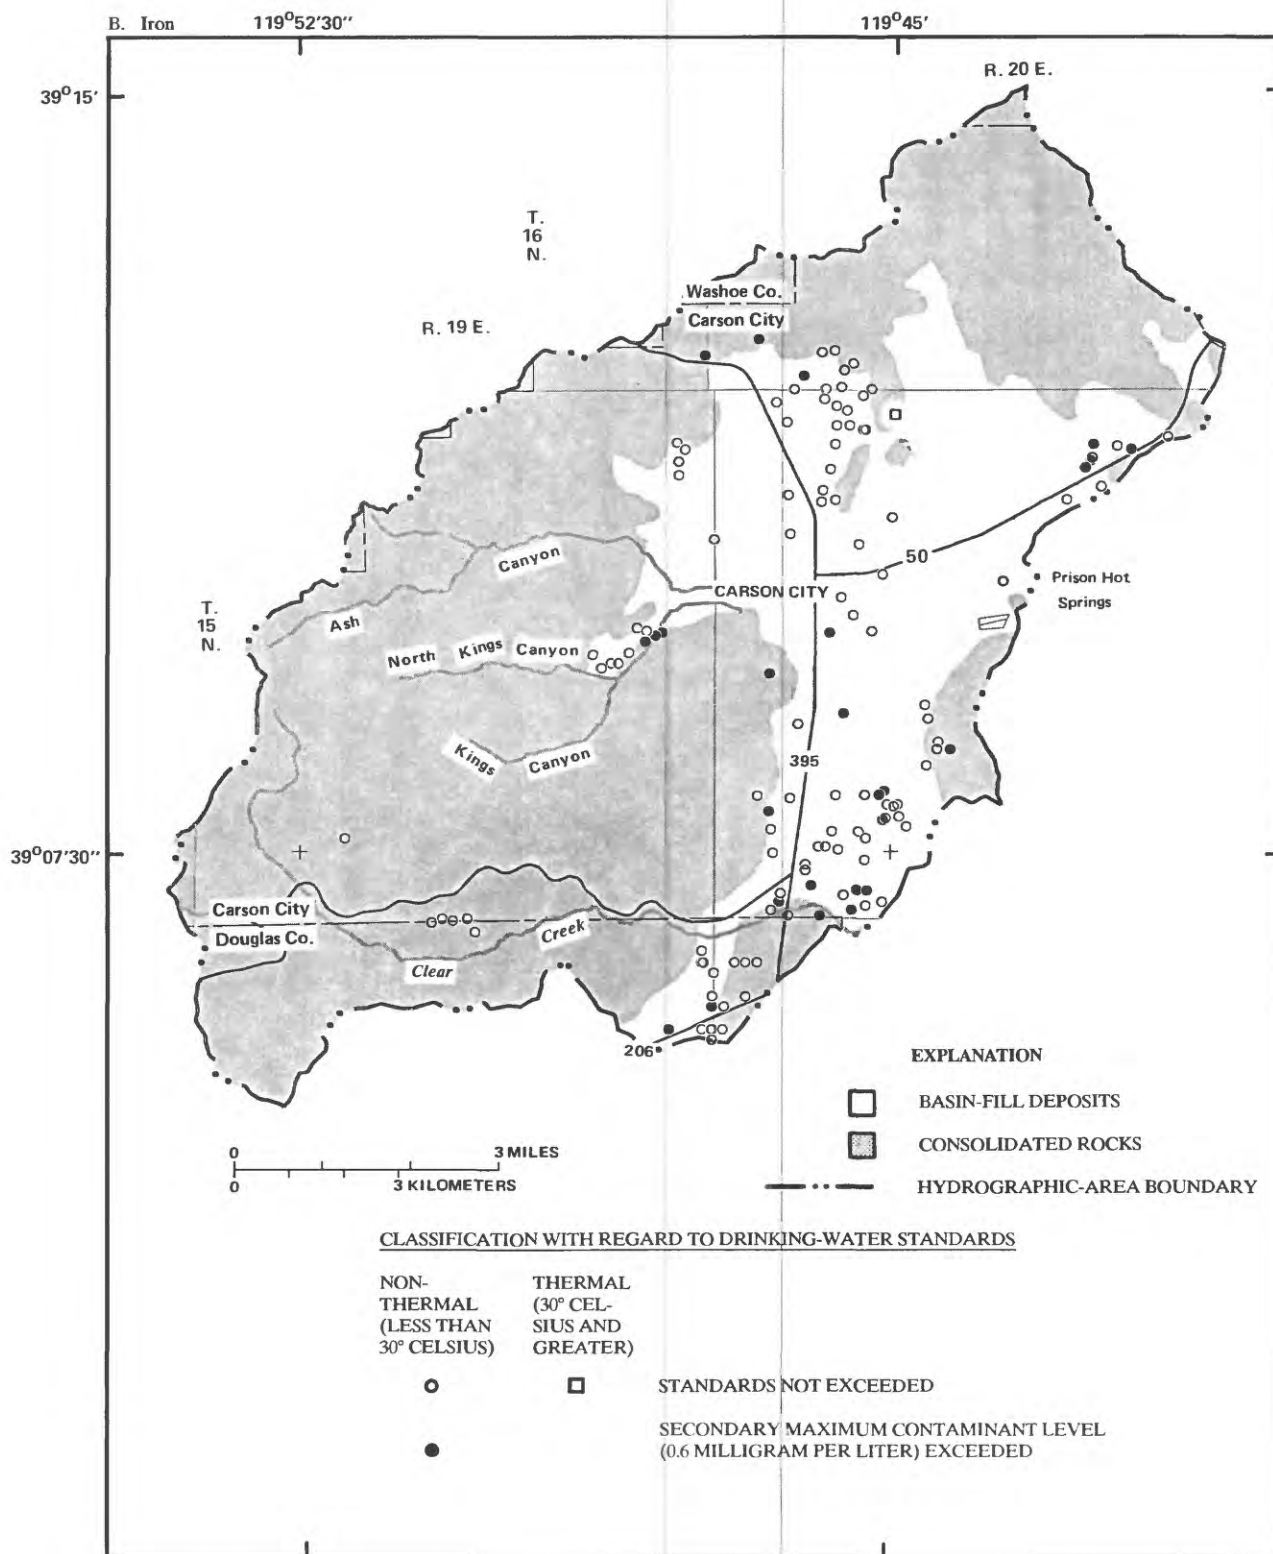 B. Iron
119°52'30''
119°45'
R. 20 E.
39°15'
T.
16
N.
Washoe Co.
Carson City
R. 19 E.
50
Canyon
Prison Hot
Springs
CARSON CITY
T.
15
N.
Ash
North Kings Canyon
Kings Canyon
395
39°07'30''
Carson City
Douglas Co.
Clear Creek
206
EXPLANATION
BASIN-FILL DEPOSITS
CONSOLIDATED ROCKS
HYDROGRAPHIC-AREA BOUNDARY
0 3 MILES
0 3 KILOMETERS
CLASSIFICATION WITH REGARD TO DRINKING-WATER STANDARDS
NON-
THERMAL
(LESS THAN
30° CELSIUS)
THERMAL
(30° CEL-
SIUS AND
GREATER)
STANDARDS NOT EXCEEDED
SECONDARY MAXIMUM CONTAMINANT LEVEL
(0.6 MILLIGRAM PER LITER) EXCEEDED